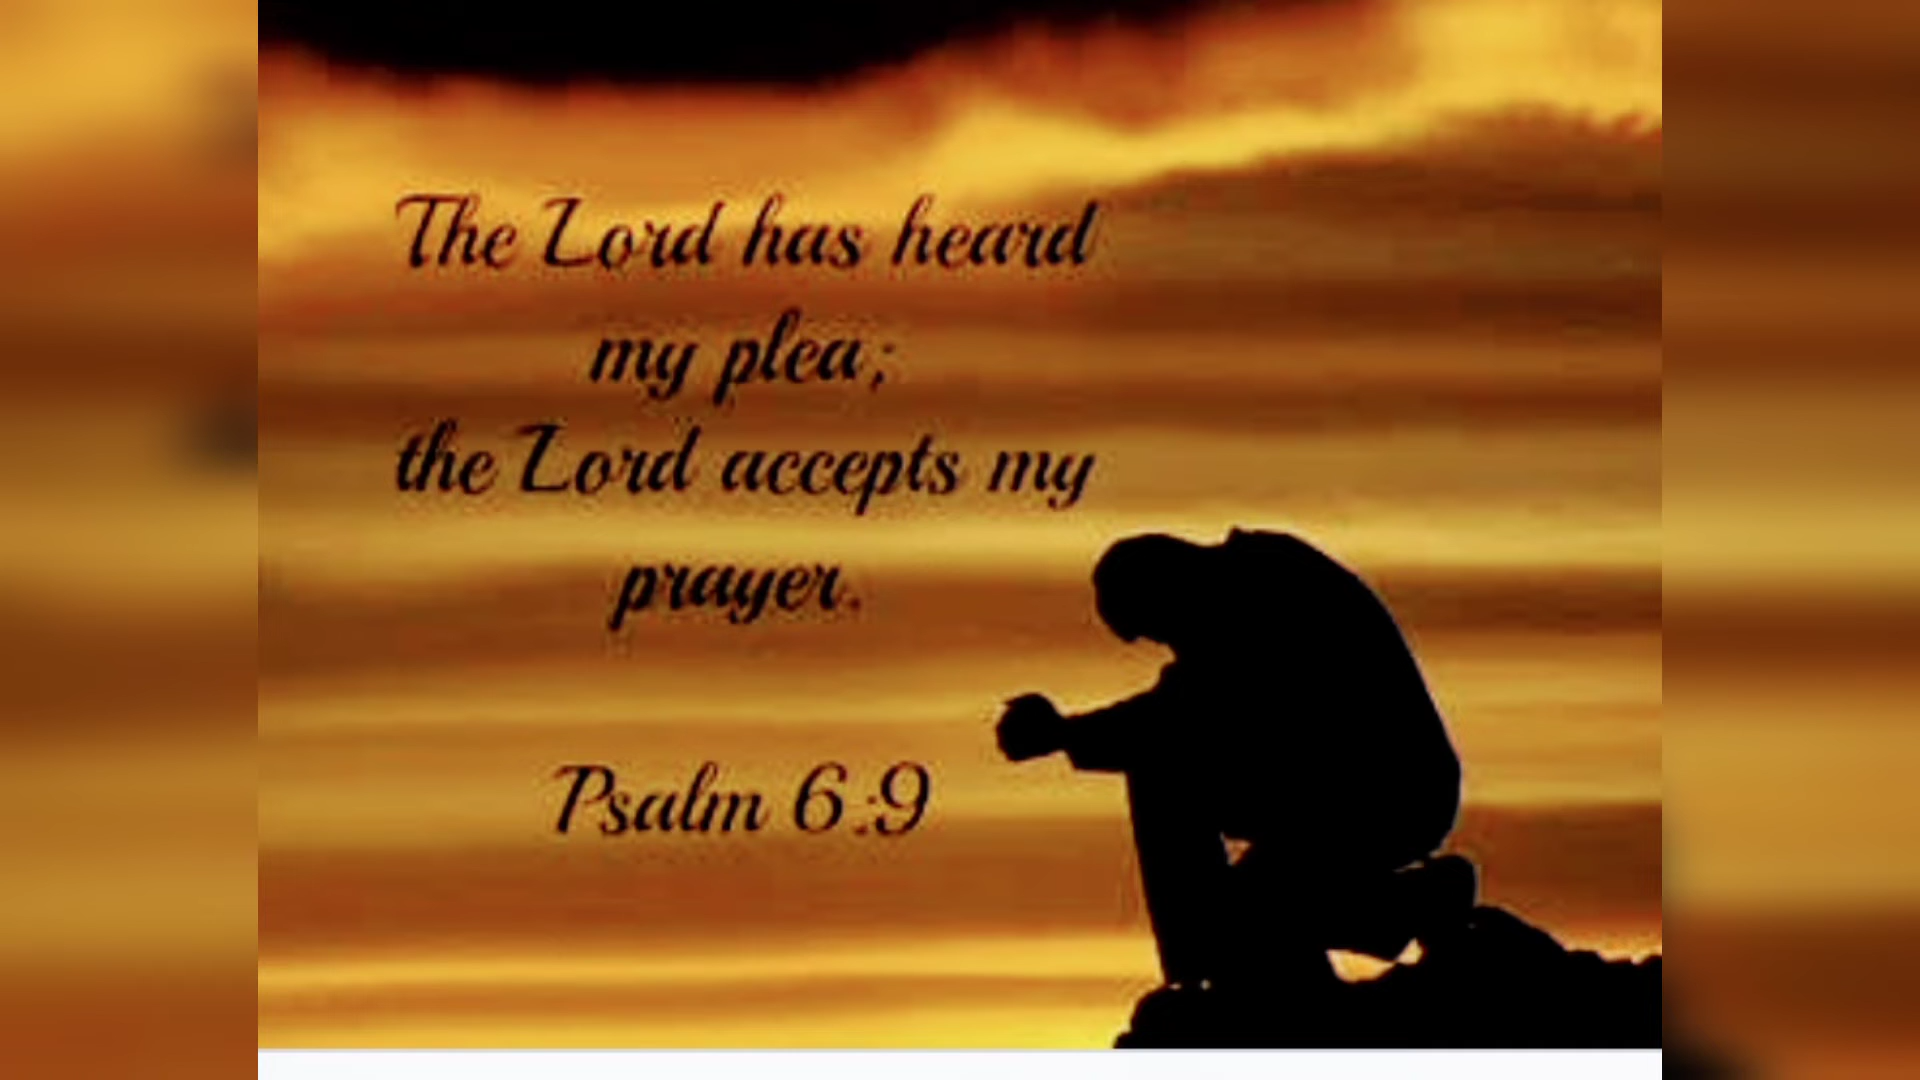 The Lord has heard
my plea;
the Lord accepts my
prayer.
Psalm 6:9